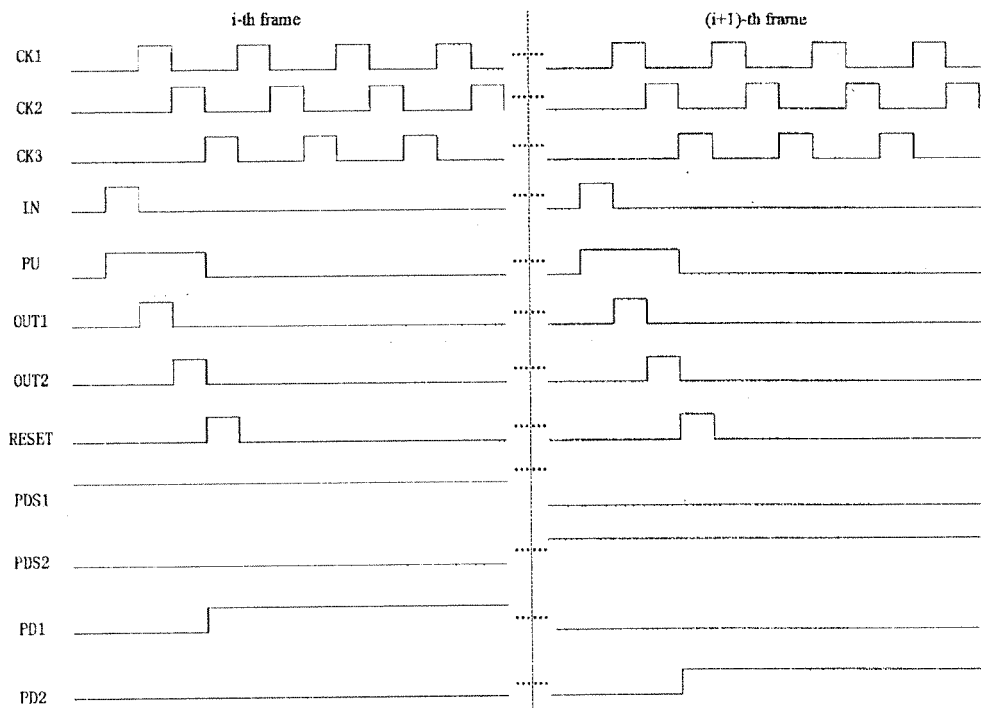 i-th frame
(i+1)-th frame
CK1
CK2
CK3
IN
PU
OUT1
OUT2
RESET
PDS1
PDS2
PD1
PD2